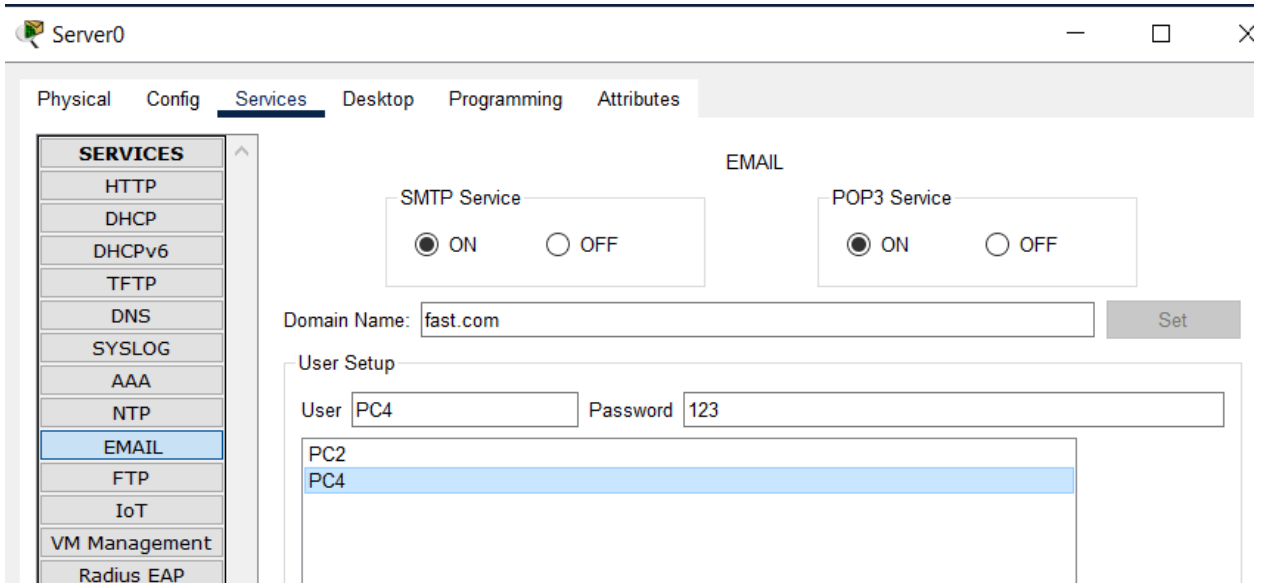 Server0
Physical Config Services Desktop Programming Attributes
SERVICES
HTTP
DHCP
DHCPv6
TFTP
DNS
SYSLOG
AAA
NTP
EMAIL
FTP
IoT
VM Management
Radius EAP
EMAIL
SMTP Service
ON OFF
POP3 Service
ON OFF
Domain Name: fast.com Set
User Setup
User PC4 Password 123
PC2
PC4